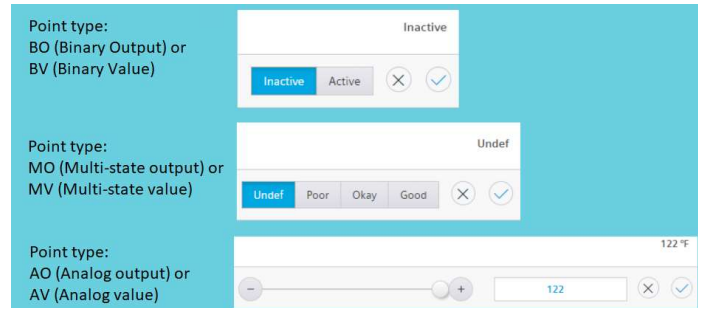 Point type:
BO (Binary Output) or
BV (Binary Value)
Inactive
Inactive Active
Point type:
MO (Multi-state output) or
MV (Multi-state value)
Undef
Undef Poor Okay Good
Point type:
AO (Analog output) or
AV (Analog value)
122 °F
122